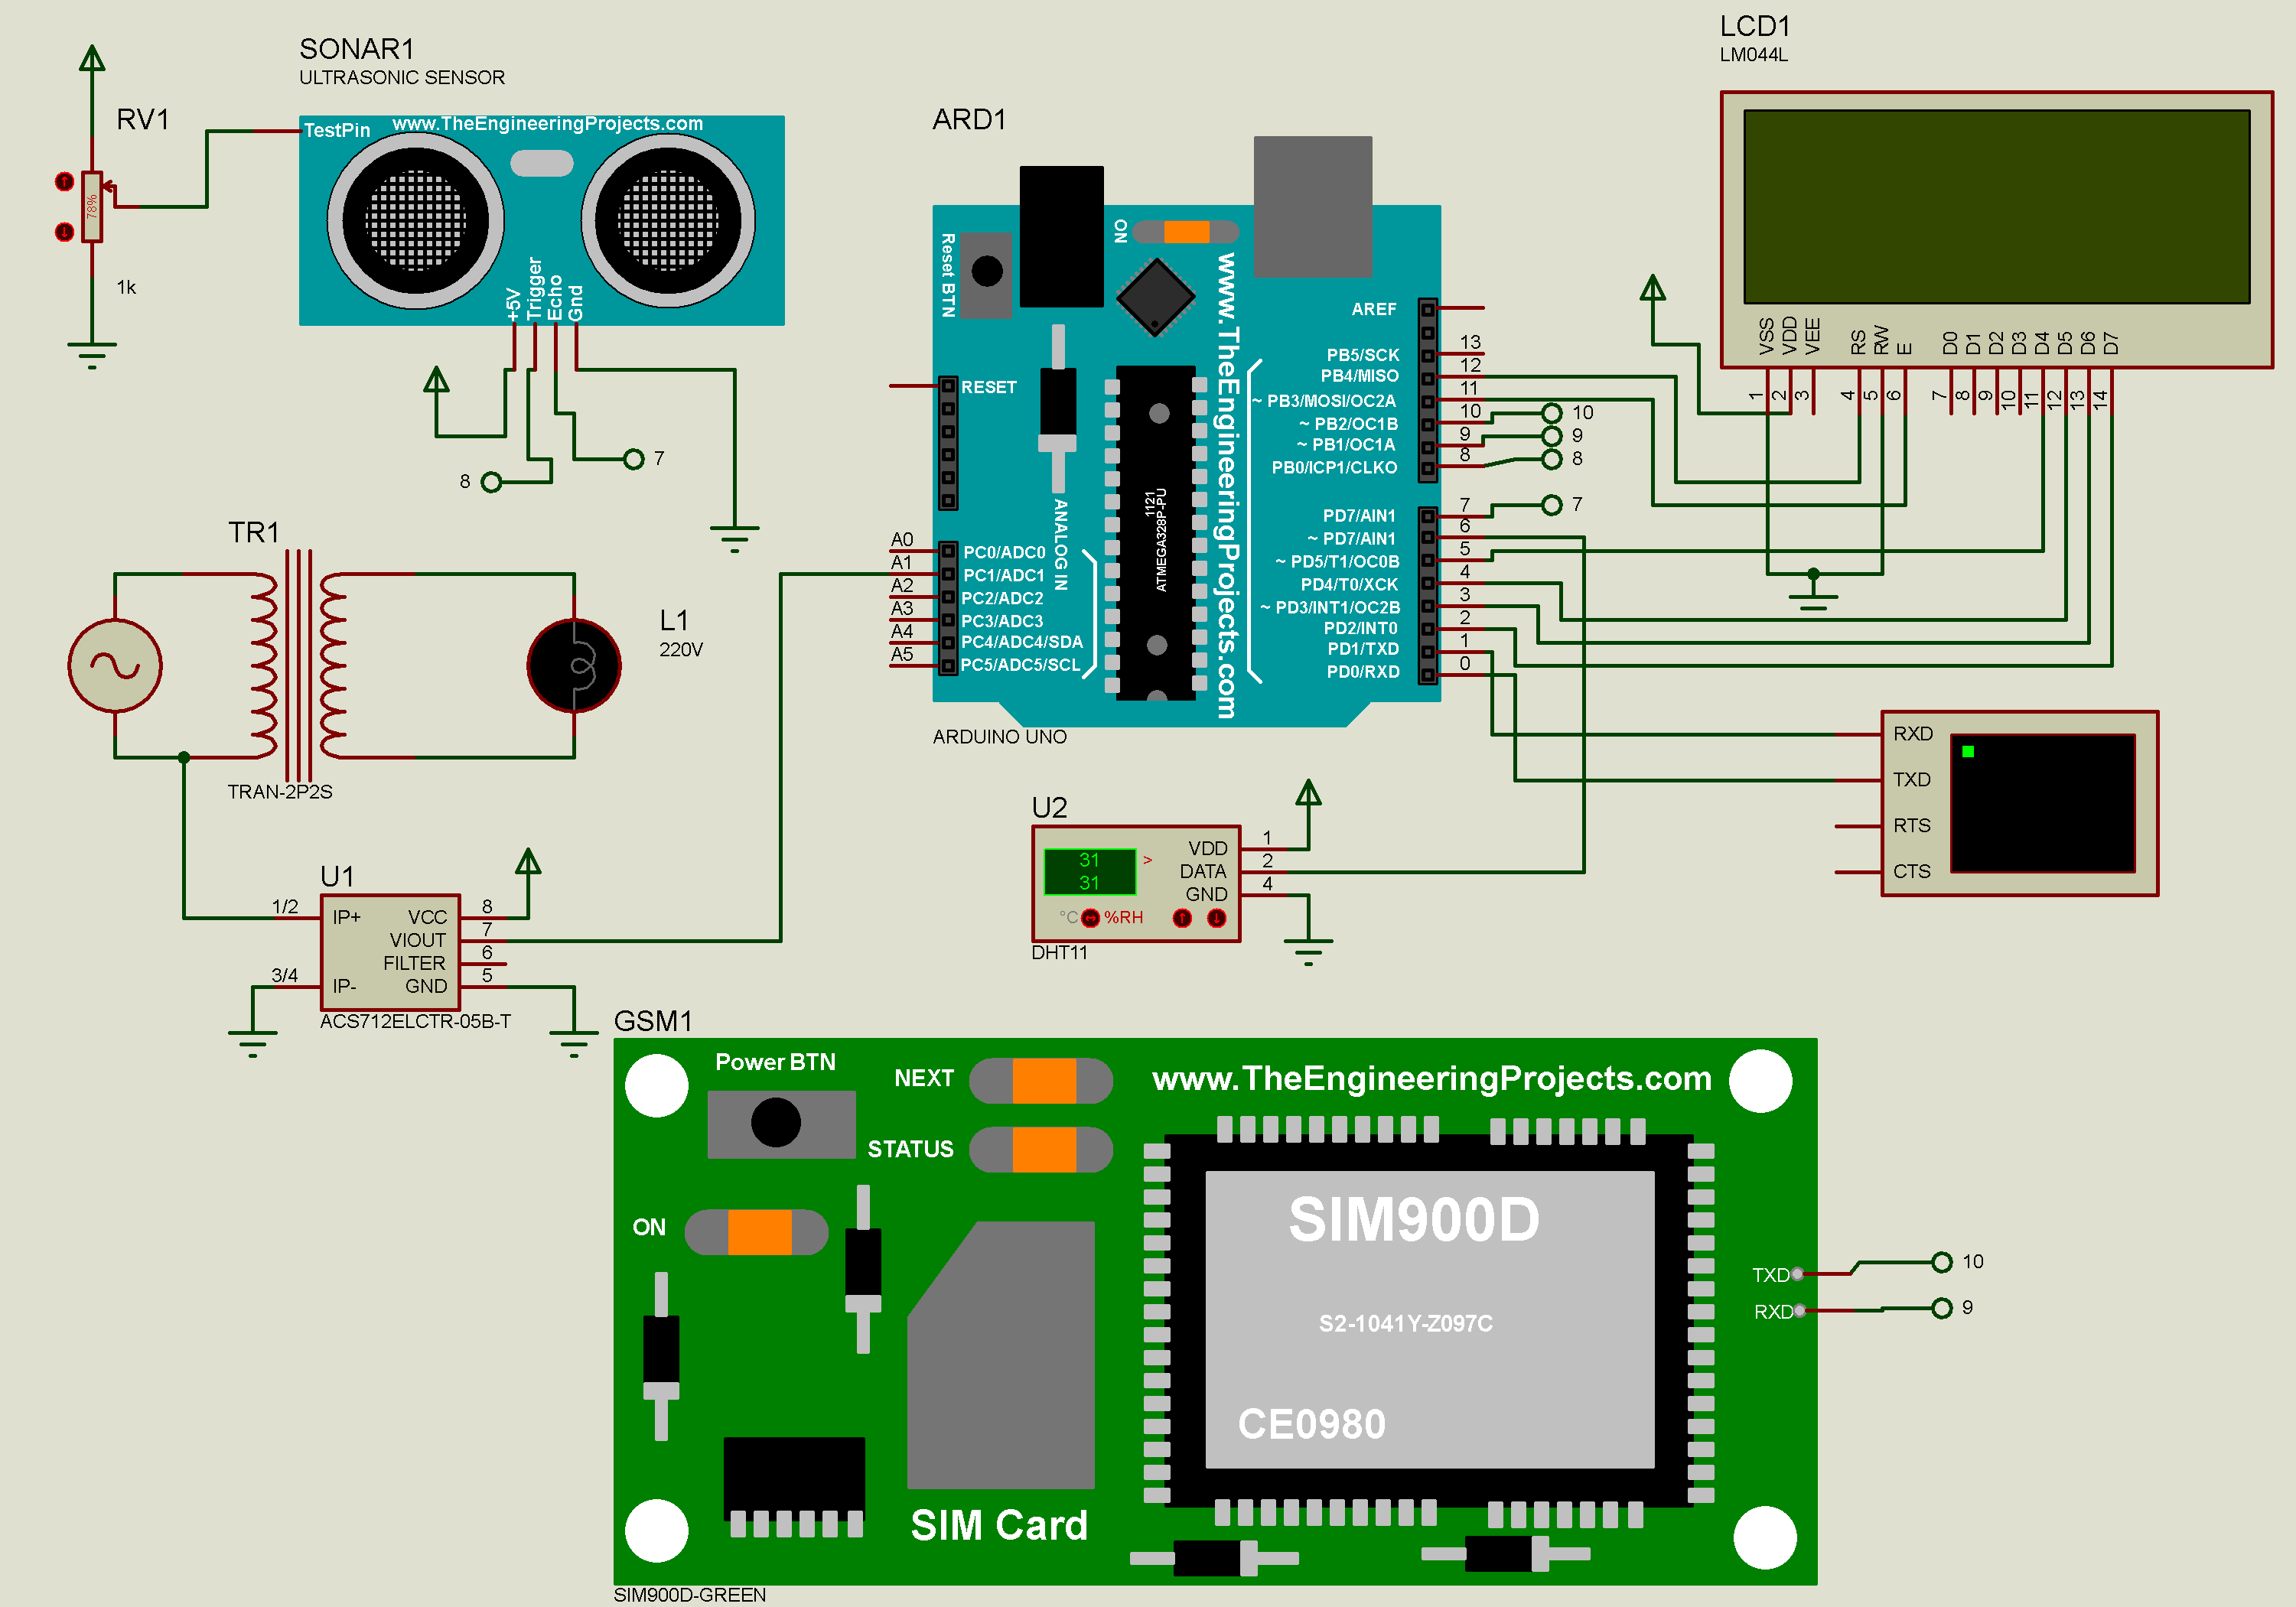 LCD1
LM044L
SONAR1
ULTRASONIC SENSOR
RV1
78%
1k
TestPin
www.TheEngineeringProjects.com
+5V
Trigger
Echo
Gnd
8
7
ARD1
Reset BTN
ON
www.TheEngineeringProjects.com
RESET
ANALOG IN
1121
ATMEGA328P-PU
AREF
PB5/SCK
13
PB4/MISO
12
~ PB3/MOSI/OC2A
11
~ PB2/OC1B
10
10
~ PB1/OC1A
9
9
PB0/ICP1/CLKO
8
8
PD7/AIN1
7
7
~ PD7/AIN1
6
~ PD5/T1/OC0B
5
PD4/T0/XCK
4
~ PD3/INT1/OC2B
3
PD2/INT0
2
PD1/TXD
1
PD0/RXD
0
A0
PC0/ADC0
A1
PC1/ADC1
A2
PC2/ADC2
A3
PC3/ADC3
A4
PC4/ADC4/SDA
A5
PC5/ADC5/SCL
ARDUINO UNO
VSS
VDD
VEE
RS
RW
E
D0
D1
D2
D3
D4
D5
D6
D7
1
2
3
4
5
6
7
8
9
10
11
12
13
14
TR1
TRAN-2P2S
L1
220V
RXD
TXD
RTS
CTS
U1
1/2
IP+
3/4
IP-
VCC
8
VIOUT
7
FILTER
6
GND
5
ACS712ELCTR-05B-T
U2
31
31
>
°C
%RH
VDD
1
DATA
2
GND
4
DHT11
GSM1
Power BTN
NEXT
STATUS
ON
www.TheEngineeringProjects.com
SIM900D
S2-1041Y-Z097C
CE0980
SIM Card
TXD
10
RXD
9
SIM900D-GREEN